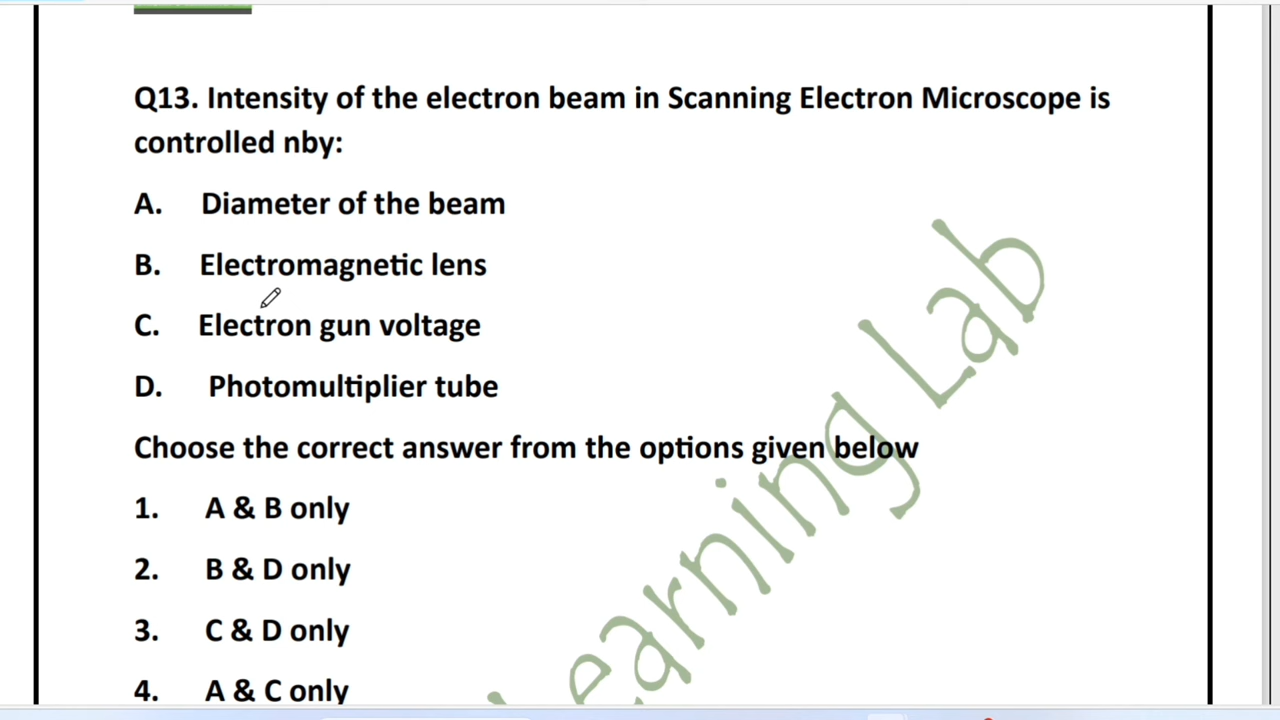 Q13. Intensity of the electron beam in Scanning Electron Microscope is
controlled nby:
A. Diameter of the beam
B. Electromagnetic lens
C. Electron gun voltage
D. Photomultiplier tube
Choose the correct answer from the options given below
1. A & B only
2. B & D only
3. C & D only
4. A & C only
Learning Lab